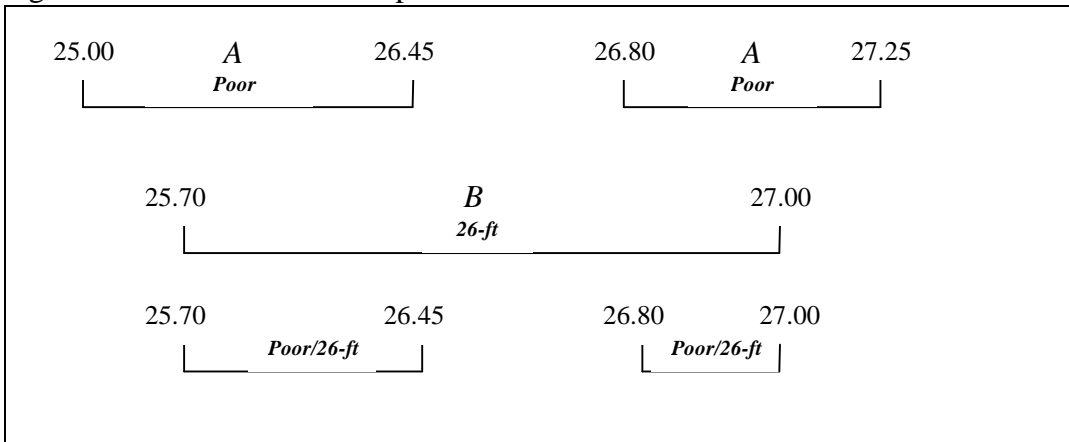 25.00 A 26.45 26.80 A 27.25
Poor Poor
25.70 B 27.00
26-ft
25.70 26.45 26.80 27.00
Poor/26-ft Poor/26-ft